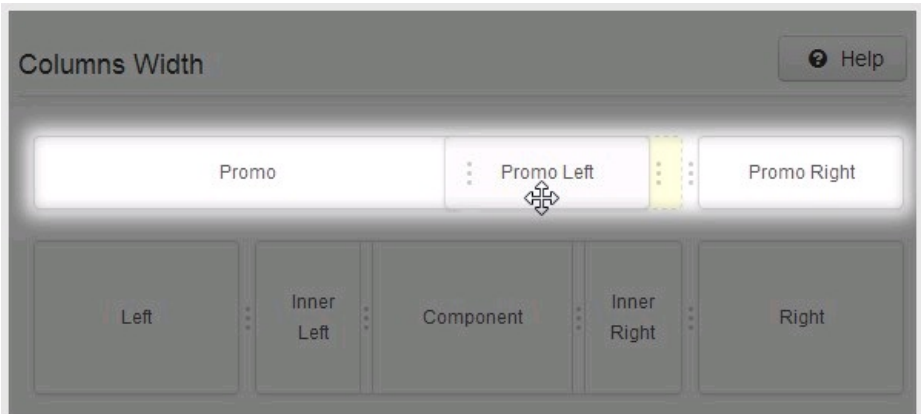 Columns Width
Help
Promo
Promo Left
Promo Right
Left
Inner
Left
Component
Inner
Right
Right